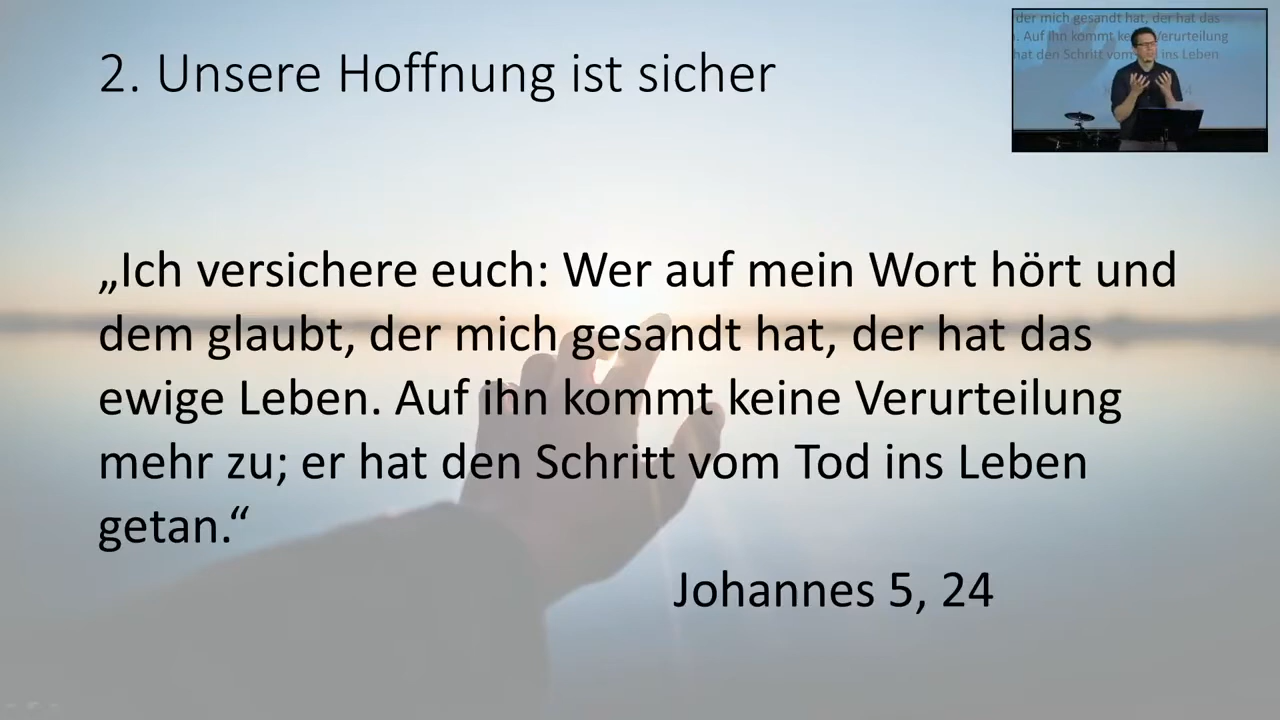 2. Unsere Hoffnung ist sicher
der mich gesandt hat, der hat das
. Auf ihn kommt ke Verurteilung
hat den Schritt vom ins Leben
„Ich versichere euch: Wer auf mein Wort hört und
dem glaubt, der mich gesandt hat, der hat das
ewige Leben. Auf ihn kommt keine Verurteilung
mehr zu; er hat den Schritt vom Tod ins Leben
getan.“
Johannes 5, 24